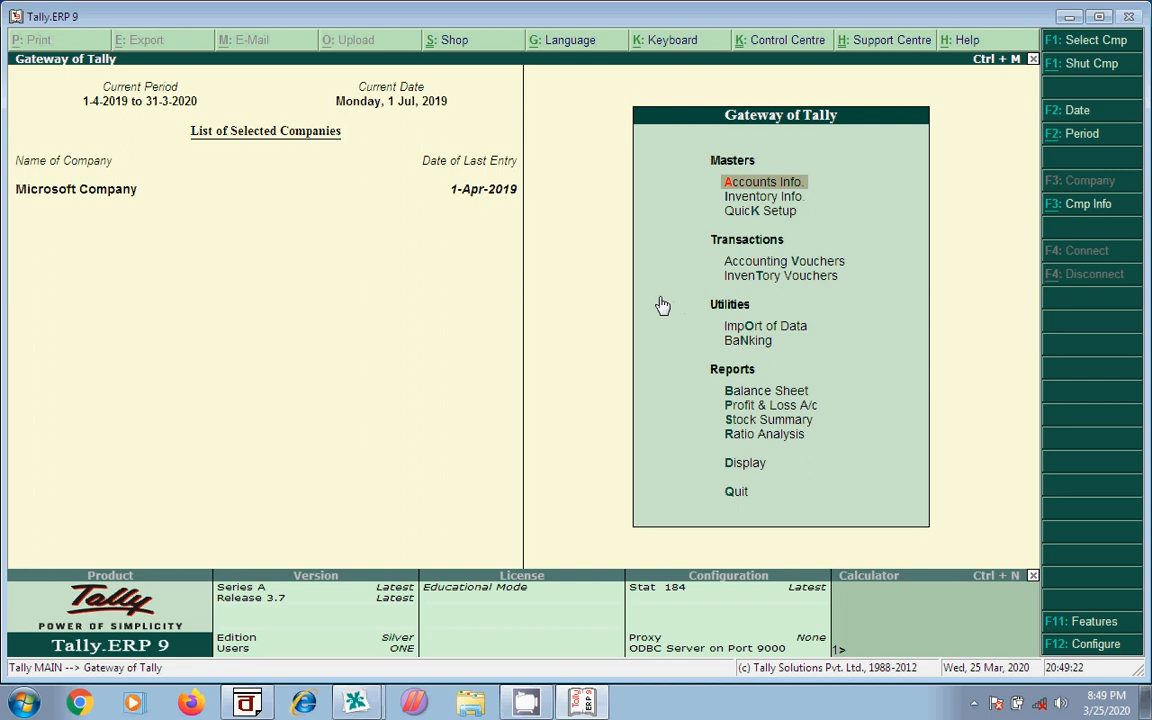 Tally.ERP 9
P: Print
E: Export
M: E-Mail
O: Upload
S: Shop
G: Language
K: Keyboard
K: Control Centre
H: Support Centre
H: Help
Gateway of Tally
Ctrl + M
Current Period
1-4-2019 to 31-3-2020
Current Date
Monday, 1 Jul, 2019
List of Selected Companies
Name of Company
Date of Last Entry
Microsoft Company
1-Apr-2019
Gateway of Tally
Masters
Accounts Info.
Inventory Info.
QuicK Setup
Transactions
Accounting Vouchers
InvenTory Vouchers
Utilities
ImpOrt of Data
BaNking
Reports
Balance Sheet
Profit & Loss A/c
Stock Summary
Ratio Analysis
Display
Quit
F1: Select Cmp
F1: Shut Cmp
F2: Date
F2: Period
F3: Company
F3: Cmp Info
F4: Connect
F4: Disconnect
F11: Features
F12: Configure
Product
Tally
POWER OF SIMPLICITY
Tally.ERP 9
Version
Series A Latest
Release 3.7 Latest
Edition Silver
Users ONE
License
Educational Mode
Configuration
Stat 184 Latest
Proxy None
ODBC Server on Port 9000
Calculator
Ctrl + N
1>
Tally MAIN --> Gateway of Tally
(c) Tally Solutions Pvt. Ltd., 1988-2012
Wed, 25 Mar, 2020
20:49:22
8:49 PM
3/25/2020